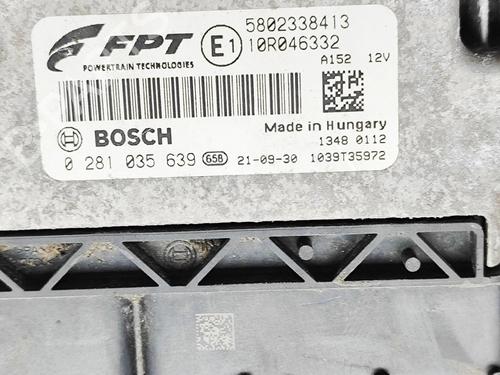 FPT
POWERTRAIN TECHNOLOGIES
E1
5802338413
10R046332
A152 12V
BOSCH
Made in Hungary
1348 0112
0 281 035 639 658 21-09-30 1039T35972